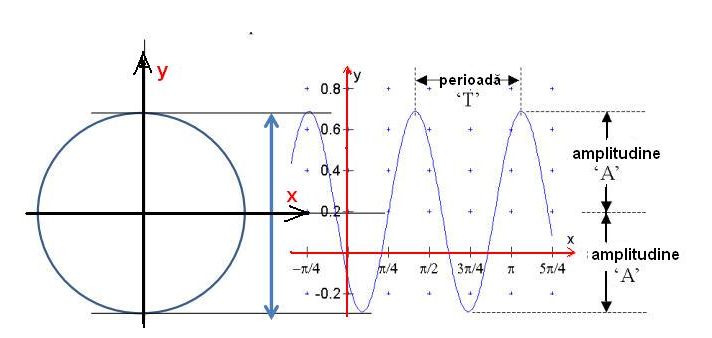 y
x
y
0.8
0.6
0.4
0.2
-0.2
−π/4
π/4
π/2
3π/4
π
5π/4
x
perioadă
‘T’
amplitudine
‘A’
amplitudine
‘A’